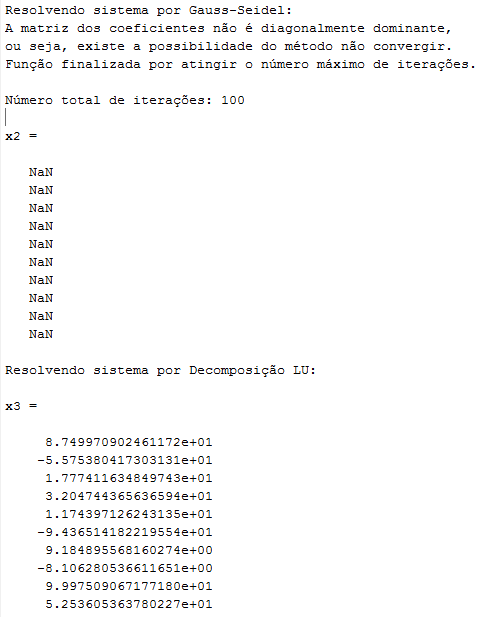 Resolvendo sistema por Gauss-Seidel:
A matriz dos coeficientes não é diagonalmente dominante,
ou seja, existe a possibilidade do método não convergir.
Função finalizada por atingir o número máximo de iterações.
Número total de iterações: 100
x2 =
NaN
NaN
NaN
NaN
NaN
NaN
NaN
NaN
NaN
NaN
Resolvendo sistema por Decomposição LU:
x3 =
8.749970902461172e+01
-5.575380417303131e+01
1.777411634849743e+01
3.204744365636594e+01
1.174397126243135e+01
-9.436514182219554e+01
9.184895568160274e+00
-8.106280536611651e+00
9.997509067177180e+01
5.253605363780227e+01